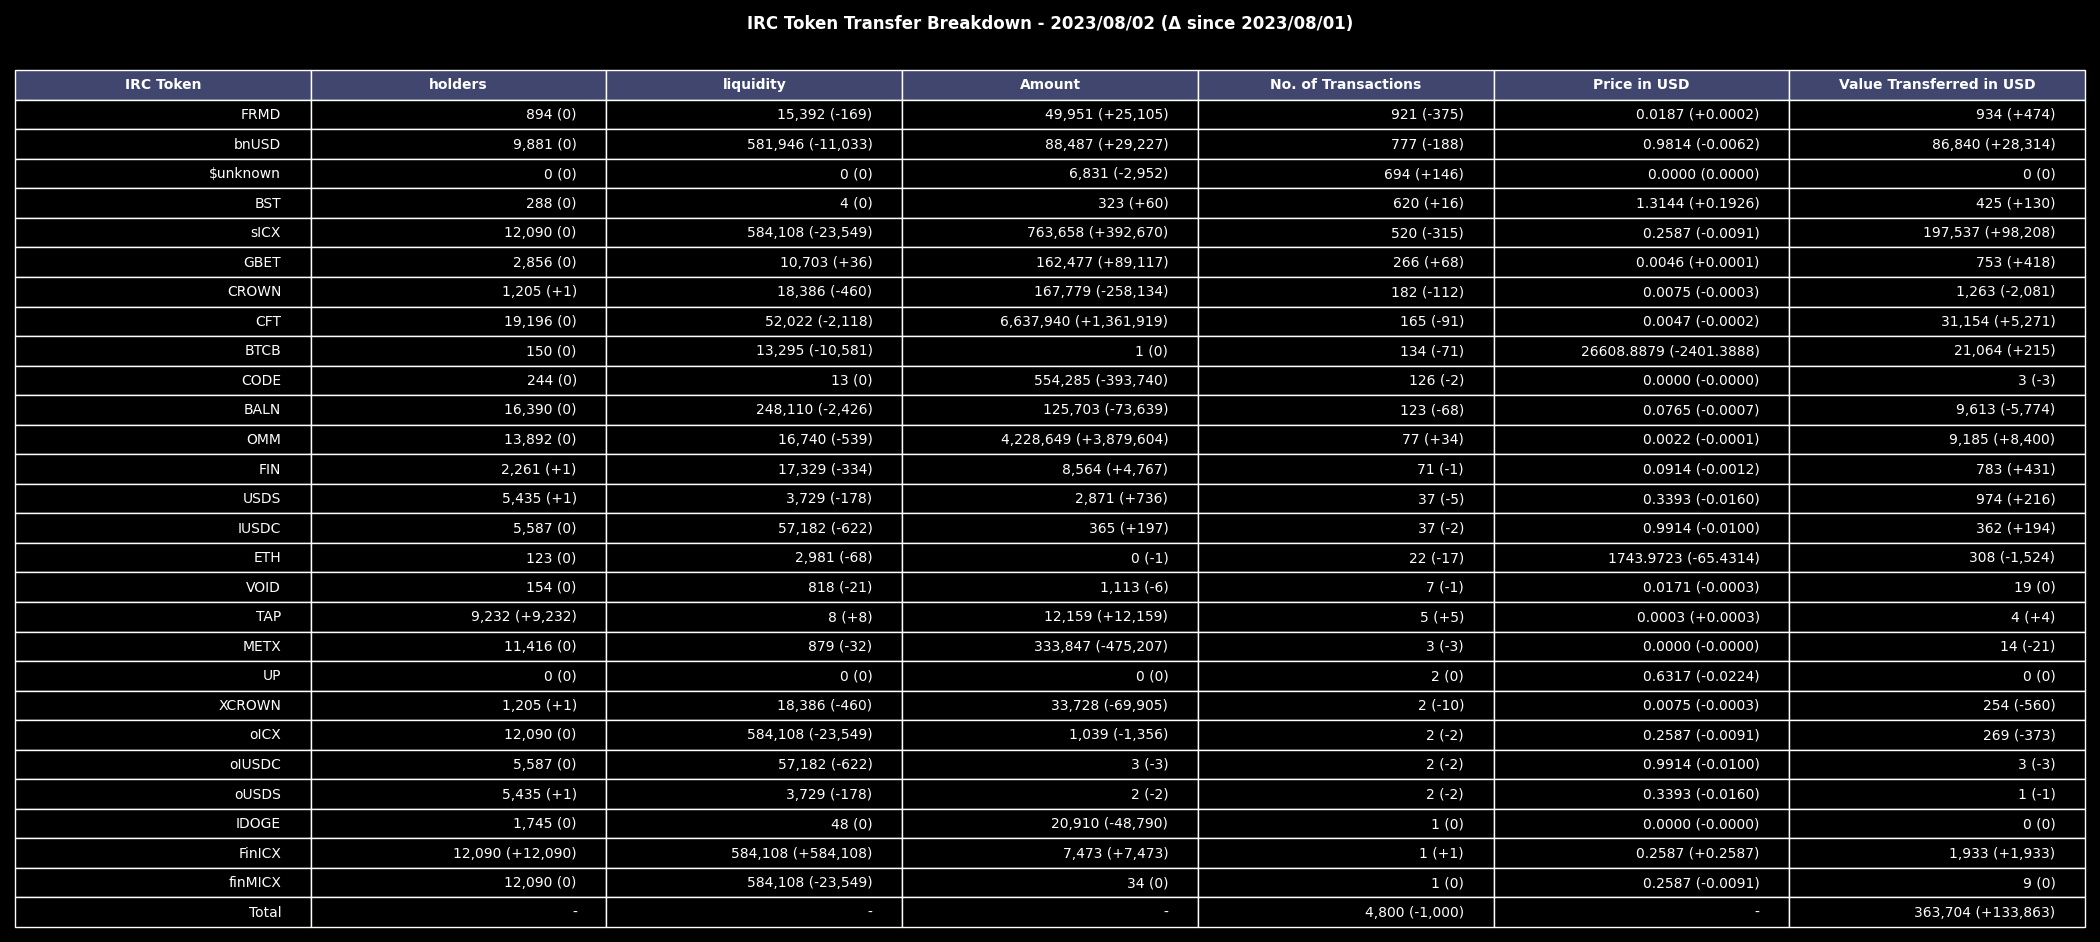 IRC Token Transfer Breakdown - 2023/08/02 (Δ since 2023/08/01)
IRC Token holders liquidity Amount No. of Transactions Price in USD Value Transferred in USD
FRMD 894 (0) 15,392 (-169) 49,951 (+25,105) 921 (-375) 0.0187 (+0.0002) 934 (+474)
bnUSD 9,881 (0) 581,946 (-11,033) 88,487 (+29,227) 777 (-188) 0.9814 (-0.0062) 86,840 (+28,314)
$unknown 0 (0) 0 (0) 6,831 (-2,952) 694 (+146) 0.0000 (0.0000) 0 (0)
BST 288 (0) 4 (0) 323 (+60) 620 (+16) 1.3144 (+0.1926) 425 (+130)
sICX 12,090 (0) 584,108 (-23,549) 763,658 (+392,670) 520 (-315) 0.2587 (-0.0091) 197,537 (+98,208)
GBET 2,856 (0) 10,703 (+36) 162,477 (+89,117) 266 (+68) 0.0046 (+0.0001) 753 (+418)
CROWN 1,205 (+1) 18,386 (-460) 167,779 (-258,134) 182 (-112) 0.0075 (-0.0003) 1,263 (-2,081)
CFT 19,196 (0) 52,022 (-2,118) 6,637,940 (+1,361,919) 165 (-91) 0.0047 (-0.0002) 31,154 (+5,271)
BTCB 150 (0) 13,295 (-10,581) 1 (0) 134 (-71) 26608.8879 (-2401.3888) 21,064 (+215)
CODE 244 (0) 13 (0) 554,285 (-393,740) 126 (-2) 0.0000 (-0.0000) 3 (-3)
BALN 16,390 (0) 248,110 (-2,426) 125,703 (-73,639) 123 (-68) 0.0765 (-0.0007) 9,613 (-5,774)
OMM 13,892 (0) 16,740 (-539) 4,228,649 (+3,879,604) 77 (+34) 0.0022 (-0.0001) 9,185 (+8,400)
FIN 2,261 (+1) 17,329 (-334) 8,564 (+4,767) 71 (-1) 0.0914 (-0.0012) 783 (+431)
USDS 5,435 (+1) 3,729 (-178) 2,871 (+736) 37 (-5) 0.3393 (-0.0160) 974 (+216)
IUSDC 5,587 (0) 57,182 (-622) 365 (+197) 37 (-2) 0.9914 (-0.0100) 362 (+194)
ETH 123 (0) 2,981 (-68) 0 (-1) 22 (-17) 1743.9723 (-65.4314) 308 (-1,524)
VOID 154 (0) 818 (-21) 1,113 (-6) 7 (-1) 0.0171 (-0.0003) 19 (0)
TAP 9,232 (+9,232) 8 (+8) 12,159 (+12,159) 5 (+5) 0.0003 (+0.0003) 4 (+4)
METX 11,416 (0) 879 (-32) 333,847 (-475,207) 3 (-3) 0.0000 (-0.0000) 14 (-21)
UP 0 (0) 0 (0) 0 (0) 2 (0) 0.6317 (-0.0224) 0 (0)
XCROWN 1,205 (+1) 18,386 (-460) 33,728 (-69,905) 2 (-10) 0.0075 (-0.0003) 254 (-560)
oICX 12,090 (0) 584,108 (-23,549) 1,039 (-1,356) 2 (-2) 0.2587 (-0.0091) 269 (-373)
oIUSDC 5,587 (0) 57,182 (-622) 3 (-3) 2 (-2) 0.9914 (-0.0100) 3 (-3)
oUSDS 5,435 (+1) 3,729 (-178) 2 (-2) 2 (-2) 0.3393 (-0.0160) 1 (-1)
IDOGE 1,745 (0) 48 (0) 20,910 (-48,790) 1 (0) 0.0000 (-0.0000) 0 (0)
FinICX 12,090 (+12,090) 584,108 (+584,108) 7,473 (+7,473) 1 (+1) 0.2587 (+0.2587) 1,933 (+1,933)
finMICX 12,090 (0) 584,108 (-23,549) 34 (0) 1 (0) 0.2587 (-0.0091) 9 (0)
Total - - - 4,800 (-1,000) - 363,704 (+133,863)